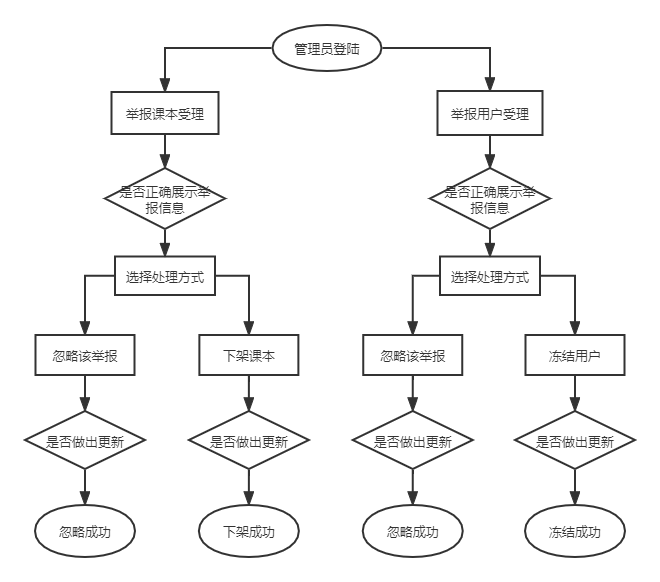 管理员登陆
举报课本受理
举报用户受理
是否正确展示举
报信息
是否正确展示举
报信息
选择处理方式
选择处理方式
忽略该举报
下架课本
忽略该举报
冻结用户
是否做出更新
是否做出更新
是否做出更新
是否做出更新
忽略成功
下架成功
忽略成功
冻结成功